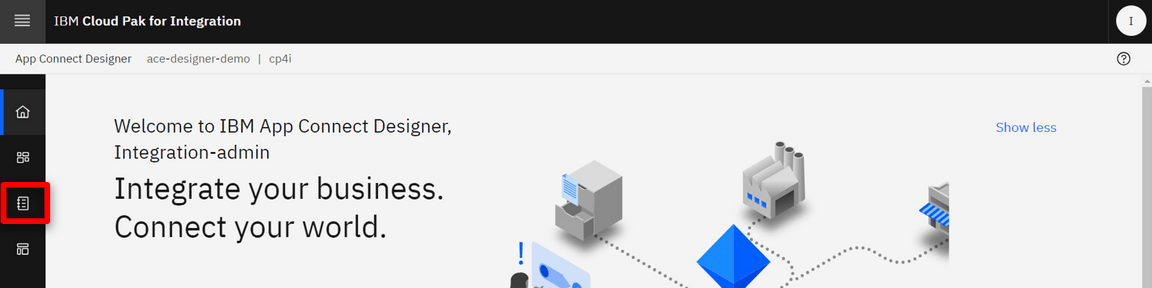 IBM Cloud Pak for Integration
I
App Connect Designer ace-designer-demo | cp4i
Welcome to IBM App Connect Designer,
Integration-admin
Show less
Integrate your business.
Connect your world.